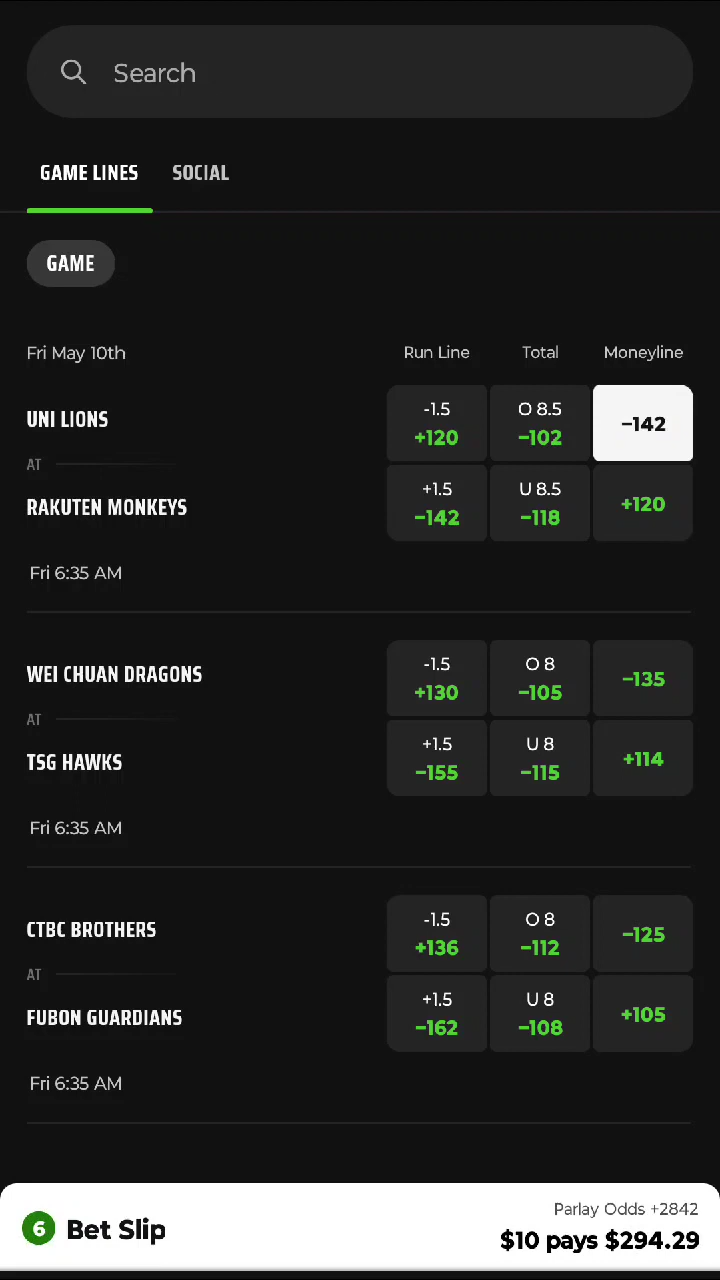 Search
GAME LINES SOCIAL
GAME
Fri May 10th Run Line Total Moneyline
UNI LIONS -1.5 +120 O 8.5 −102 −142
AT
RAKUTEN MONKEYS +1.5 −142 U 8.5 −118 +120
Fri 6:35 AM
WEI CHUAN DRAGONS -1.5 +130 O 8 −105 −135
AT
TSG HAWKS +1.5 −155 U 8 −115 +114
Fri 6:35 AM
CTBC BROTHERS -1.5 +136 O 8 −112 −125
AT
FUBON GUARDIANS +1.5 −162 U 8 −108 +105
Fri 6:35 AM
6 Bet Slip
Parlay Odds +2842
$10 pays $294.29